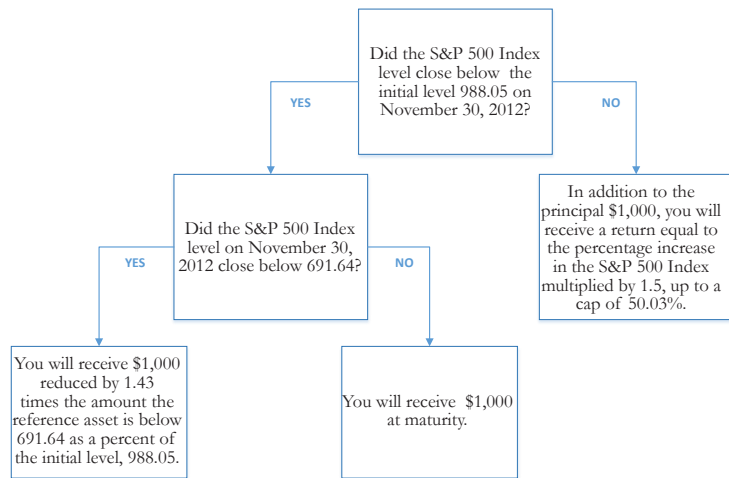 Did the S&P 500 Index
level close below the
initial level 988.05 on
November 30, 2012?
YES
NO
Did the S&P 500 Index
level on November 30,
2012 close below 691.64?
In addition to the
principal $1,000, you will
receive a return equal to
the percentage increase
in the S&P 500 Index
multiplied by 1.5, up to a
cap of 50.03%.
YES
NO
You will receive $1,000
reduced by 1.43
times the amount the
reference asset is below
691.64 as a percent of
the initial level, 988.05.
You will receive $1,000
at maturity.